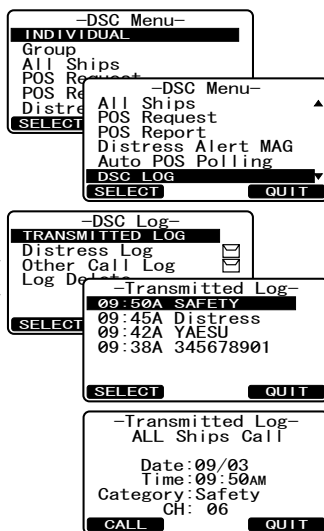 –DSC Menu–
INDIVIDUAL
Group
All Ships
POS Request
POS Re
Distre
SELECT
–DSC Menu–
All Ships
POS Request
POS Report
Distress Alert MAG
Auto POS Polling
DSC LOG
SELECT QUIT
–DSC Log–
TRANSMITTED LOG
Distress Log
Other Call Log
Log Delete
SELECT
–Transmitted Log–
09:50A SAFETY
09:45A Distress
09:42A YAESU
09:38A 345678901
SELECT QUIT
–Transmitted Log–
ALL Ships Call
Date:09/03
Time:09:50AM
Category:Safety
CH: 06
CALL QUIT